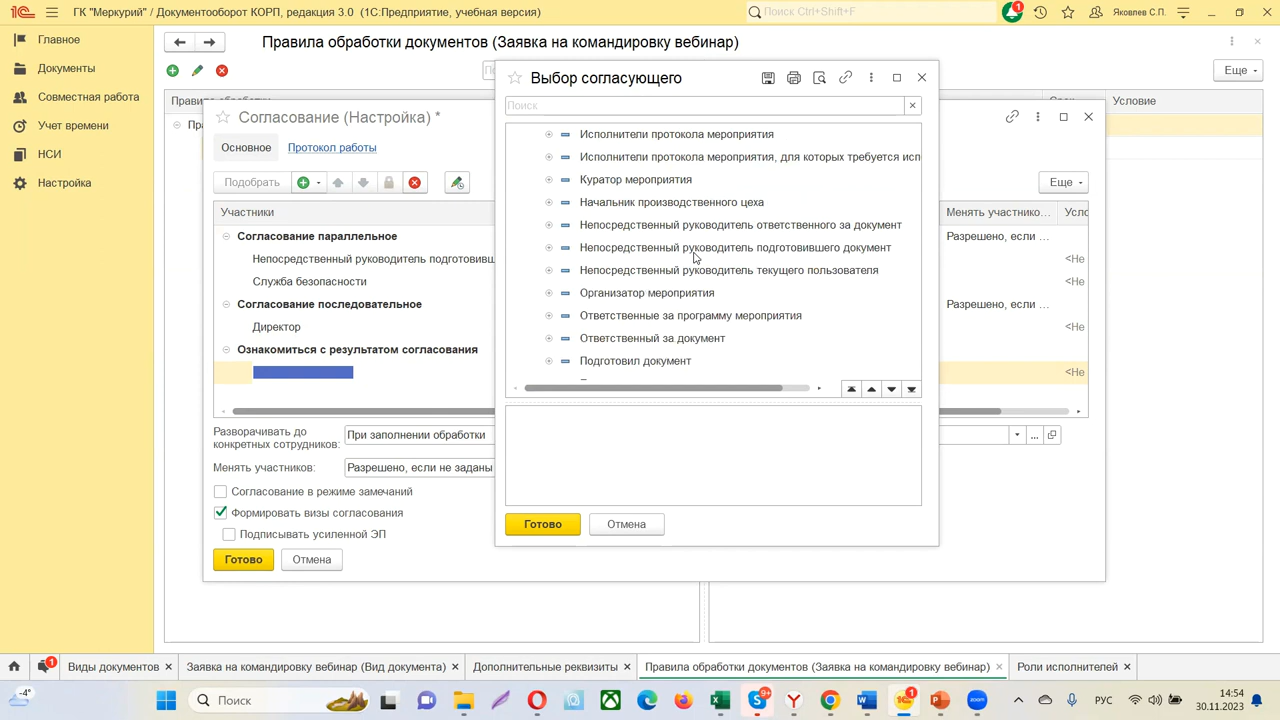 1С ГК "Меркурий" / Документооборот КОРП, редакция 3.0 (1С:Предприятие, учебная версия)
Поиск Ctrl+Shift+F
1
Яковлев С.П.
Главное
Документы
Совместная работа
Учет времени
НСИ
Настройка
Правила обработки документов (Заявка на командировку вебинар)
Еще
Условие
Согласование (Настройка) *
Основное
Протокол работы
Подобрать
Еще
Участники
Менять участнико...
Усло
Согласование параллельное
Разрешено, если ...
Непосредственный руководитель подготовивш
<Не
Служба безопасности
<Не
Согласование последовательное
Разрешено, если ...
Директор
<Не
Ознакомиться с результатом согласования
<Не
Разворачивать до
конкретных сотрудников:
При заполнении обработки
...
Менять участников:
Разрешено, если не заданы
Согласование в режиме замечаний
Формировать визы согласования
Подписывать усиленной ЭП
Готово
Отмена
Выбор согласующего
Поиск
Исполнители протокола мероприятия
Исполнители протокола мероприятия, для которых требуется исп
Куратор мероприятия
Начальник производственного цеха
Непосредственный руководитель ответственного за документ
Непосредственный руководитель подготовившего документ
Непосредственный руководитель текущего пользователя
Организатор мероприятия
Ответственные за программу мероприятия
Ответственный за документ
Подготовил документ
Готово
Отмена
1
Виды документов
Заявка на командировку вебинар (Вид документа)
Дополнительные реквизиты
Правила обработки документов (Заявка на командировку вебинар)
Роли исполнителей
-4°
Поиск
9+
1
zoom
РУС
14:54
30.11.2023